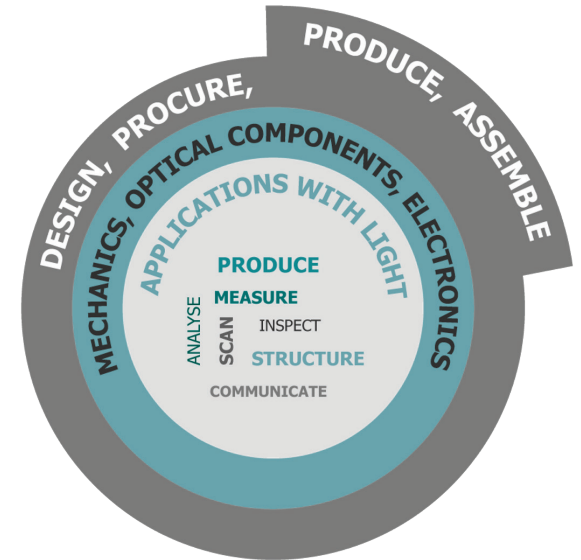 DESIGN, PROCURE,
PRODUCE, ASSEMBLE
MECHANICS, OPTICAL COMPONENTS, ELECTRONICS
APPLICATIONS WITH LIGHT
PRODUCE
MEASURE
ANALYSE
SCAN
INSPECT
STRUCTURE
COMMUNICATE